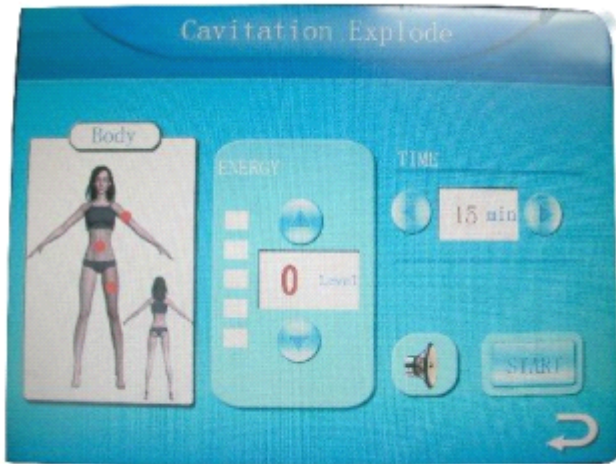 Cavitation Explode
Body
ENERGY
TIME
15 min
0 Level
START